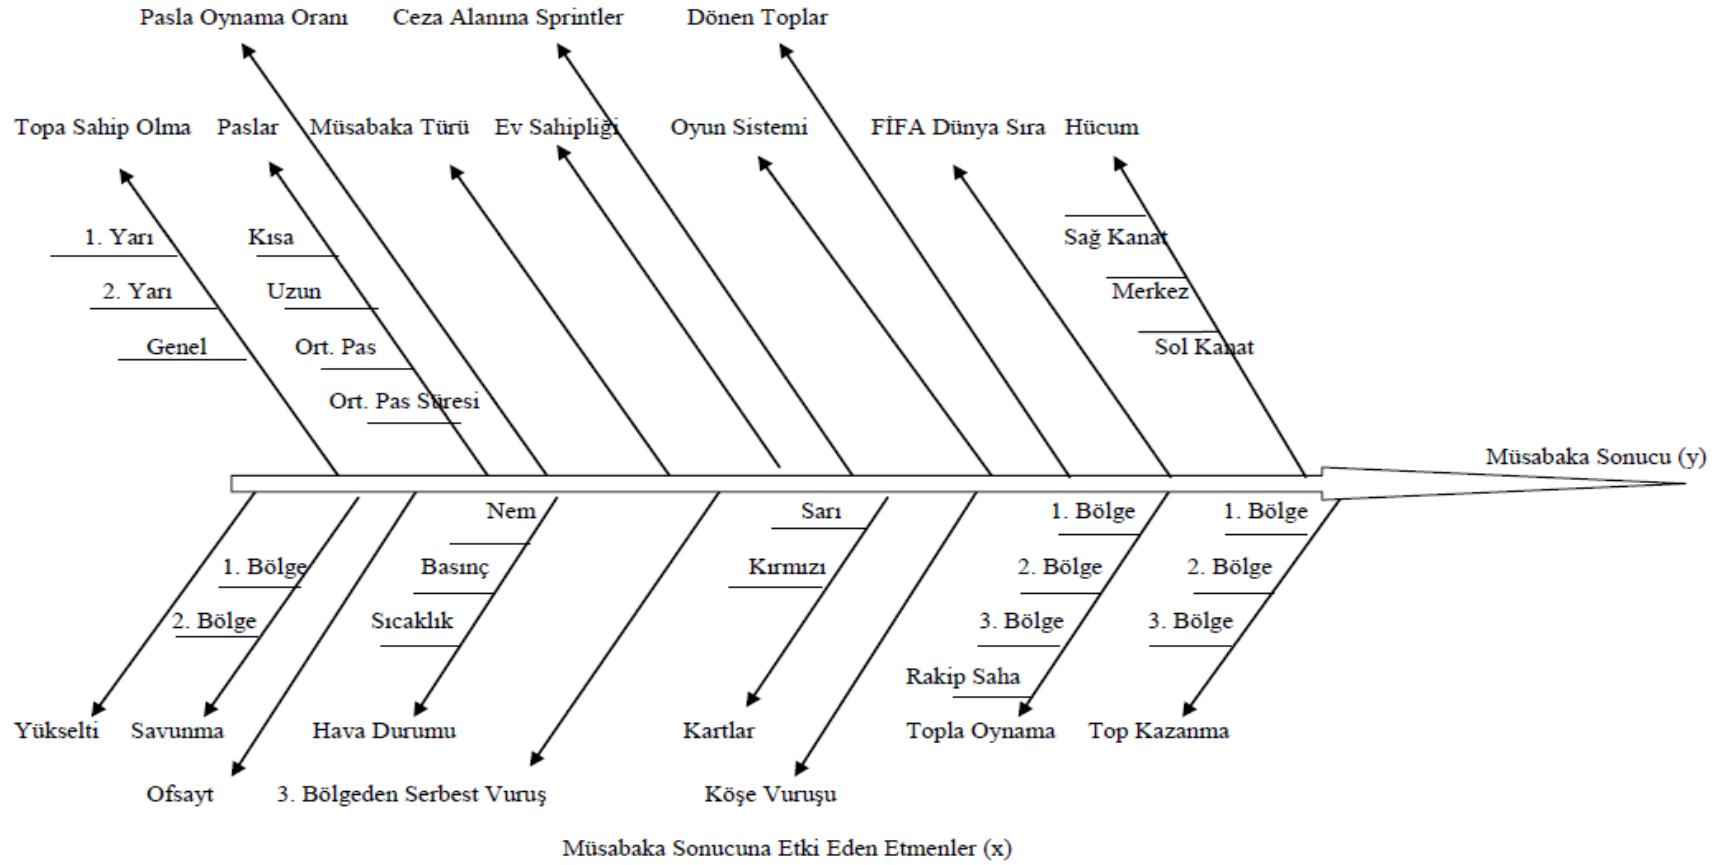 Pasla Oynama Oranı Ceza Alanına Sprintler Dönen Toplar
Topa Sahip Olma Paslar Müsabaka Türü Ev Sahipliği Oyun Sistemi FİFA Dünya Sıra Hücum
1. Yarı Kısa Sağ Kanat
2. Yarı Uzun Merkez
Genel Ort. Pas Sol Kanat
Ort. Pas Süresi
Müsabaka Sonucu (y)
Nem Sarı 1. Bölge 1. Bölge
1. Bölge Basınç Kırmızı 2. Bölge 2. Bölge
2. Bölge Sıcaklık 3. Bölge 3. Bölge
Rakip Saha
Yükselti Savunma Hava Durumu Kartlar Topla Oynama Top Kazanma
Ofsayt 3. Bölgeden Serbest Vuruş Köşe Vuruşu
Müsabaka Sonucuna Etki Eden Etmenler (x)